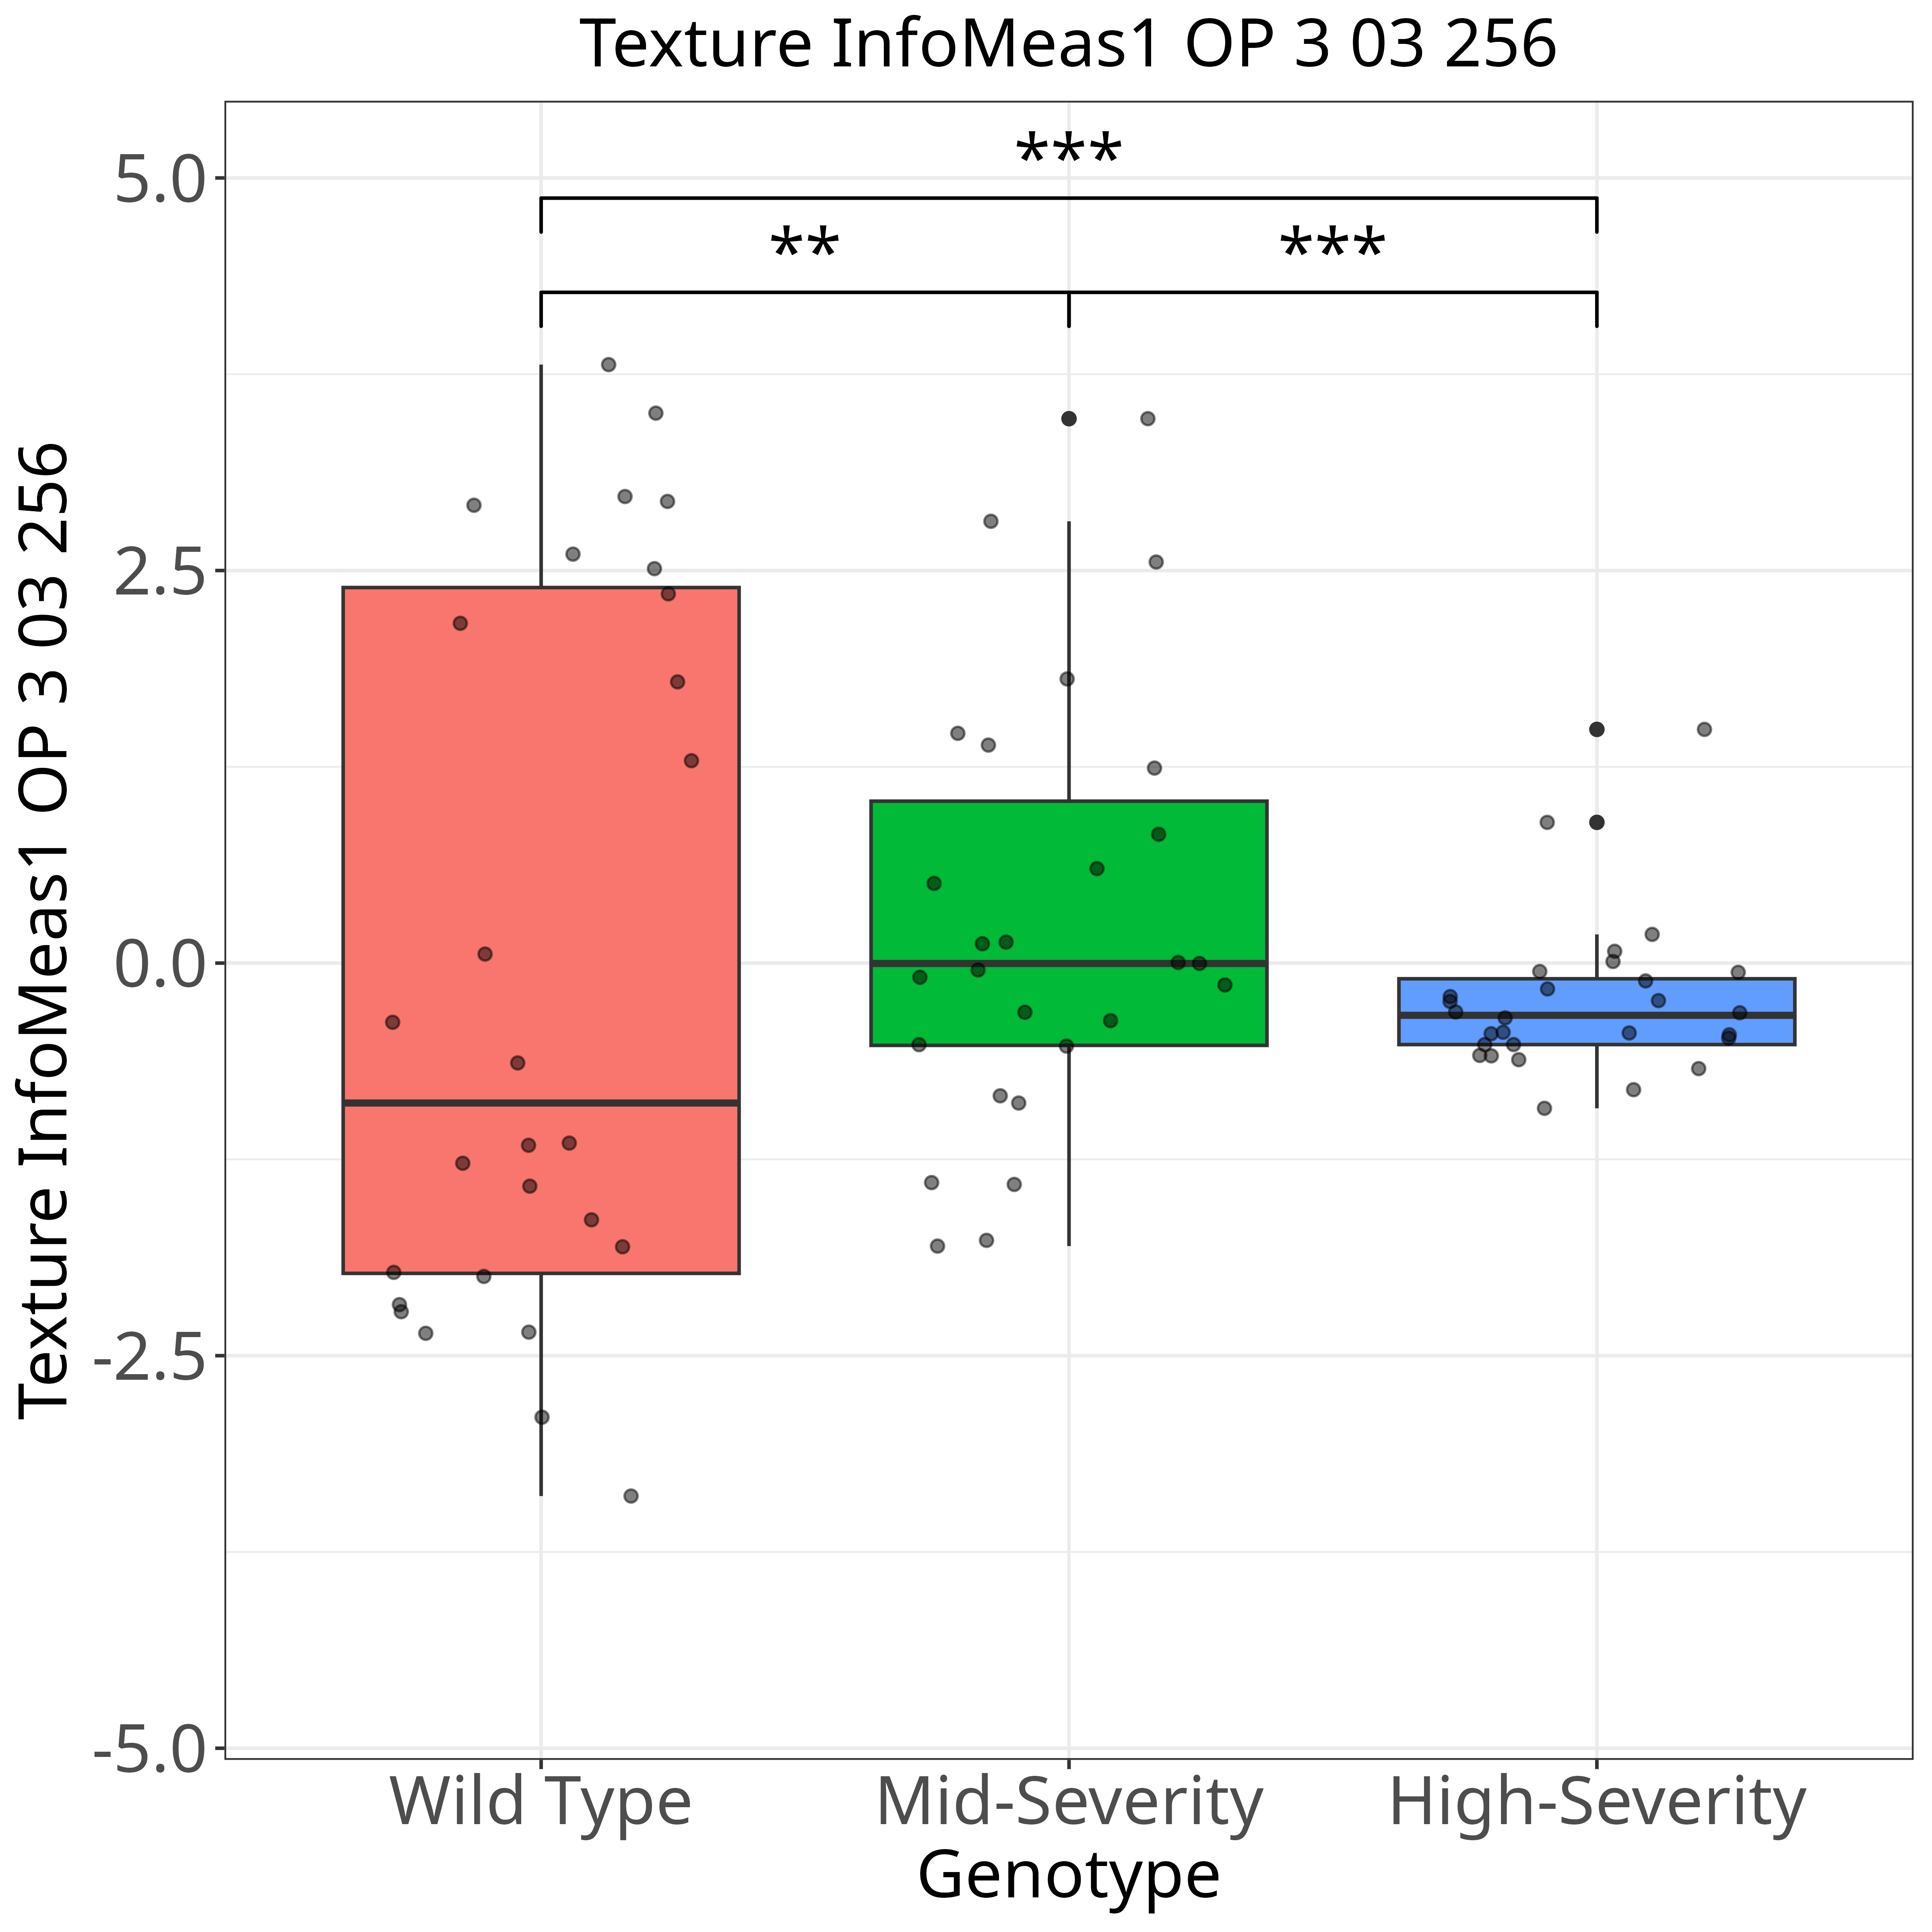 Texture InfoMeas1 OP 3 03 256
***
** ***
Texture InfoMeas1 OP 3 03 256
5.0
2.5
0.0
-2.5
-5.0
Wild Type Mid-Severity High-Severity
Genotype